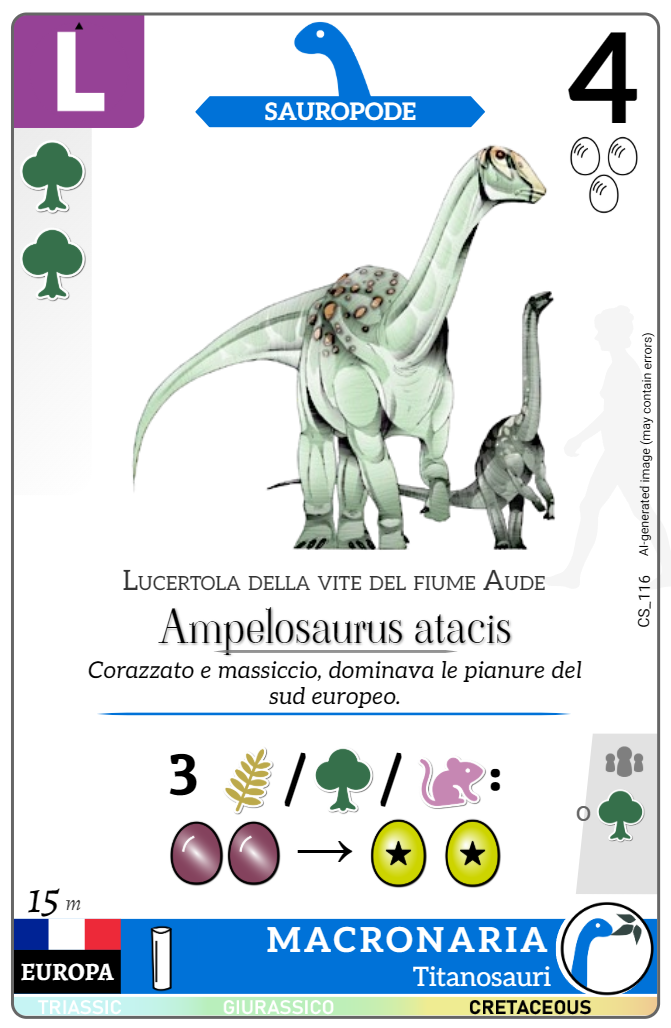 L
SAUROPODE
4
AI-generated image (may contain errors)
CS_116
Lucertola della vite del fiume Aude
Ampelosaurus atacis
Corazzato e massiccio, dominava le pianure del
sud europeo.
3 / / :
o
15 m
MACRONARIA
EUROPA
Titanosauri
TRIASSIC GIURASSICO CRETACEOUS